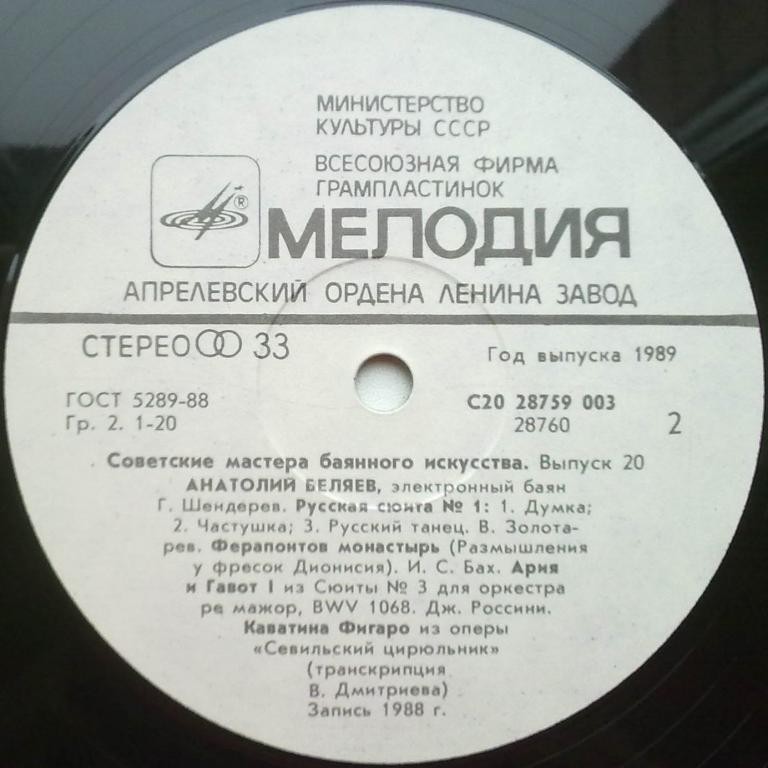 МИНИСТЕРСТВО
КУЛЬТУРЫ СССР
ВСЕСОЮЗНАЯ ФИРМА
ГРАМПЛАСТИНОК
®
МЕЛОДИЯ
АПРЕЛЕВСКИЙ ОРДЕНА ЛЕНИНА ЗАВОД
СТЕРЕО 33
Год выпуска 1989
ГОСТ 5289-88
Гр. 2. 1-20
С20 28759 003
28760
2
Советские мастера баянного искусства. Выпуск 20
АНАТОЛИЙ БЕЛЯЕВ, электронный баян
Г. Шендерев. Русская сюита № 1: 1. Думка;
2. Частушка; 3. Русский танец. В. Золота-
рев. Ферапонтов монастырь (Размышления
у фресок Дионисия). И. С. Бах. Ария
и Гавот I из Сюиты № 3 для оркестра
ре мажор, BWV 1068. Дж. Россини.
Каватина Фигаро из оперы
«Севильский цирюльник»
(транскрипция
В. Дмитриева)
Запись 1988 г.